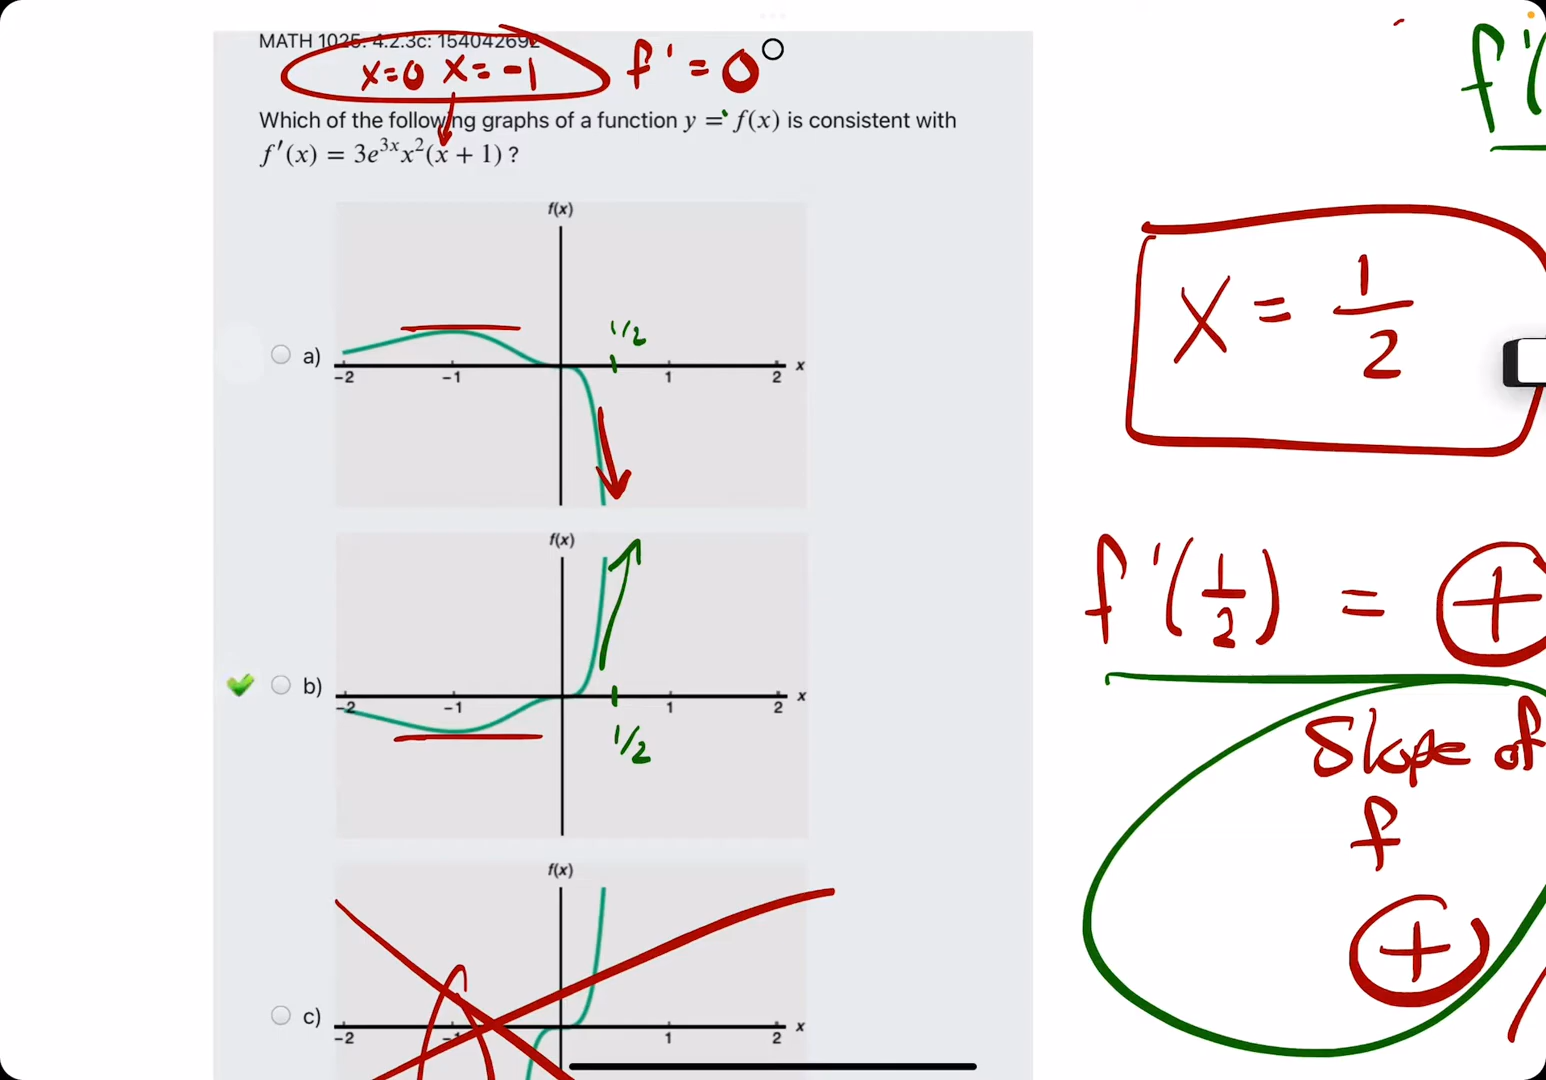 MATH 1025: 4.2.3c: 154042692
x=0 x=-1 f' = 0
Which of the following graphs of a function y = f(x) is consistent with
f'(x) = 3e^{3x}x^2(x + 1) ?
f'(
f(x)
1/2
a)
-2 -1 1 2 x
X = 1/2
f(x)
b)
-2 -1 1 2 x
1/2
f'(1/2) = +
Slope of
f
+
f(x)
c)
-2 -1 1 2 x